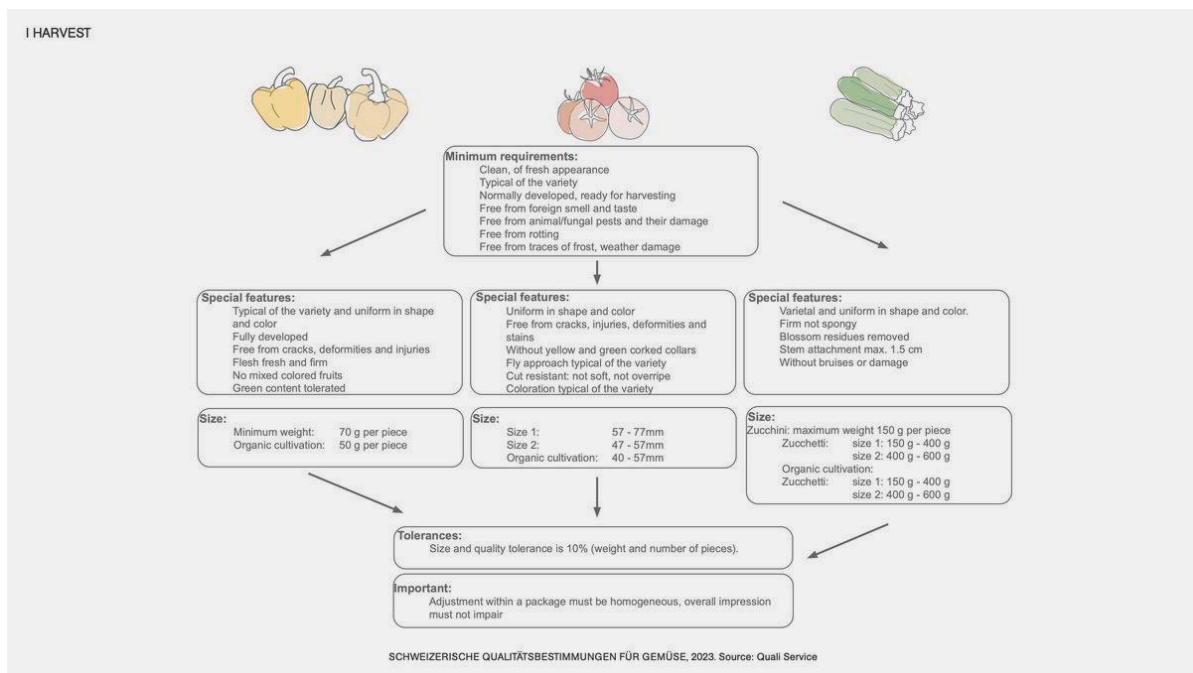 I HARVEST
Minimum requirements:
Clean, of fresh appearance
Typical of the variety
Normally developed, ready for harvesting
Free from foreign smell and taste
Free from animal/fungal pests and their damage
Free from rotting
Free from traces of frost, weather damage
Special features:
Typical of the variety and uniform in shape
and color
Fully developed
Free from cracks, deformities and injuries
Flesh fresh and firm
No mixed colored fruits
Green content tolerated
Special features:
Uniform in shape and color
Free from cracks, injuries, deformities and
stains
Without yellow and green corked collars
Fly approach typical of the variety
Cut resistant: not soft, not overripe
Coloration typical of the variety
Special features:
Varietal and uniform in shape and color.
Firm not spongy
Blossom residues removed
Stem attachment max. 1.5 cm
Without bruises or damage
Size:
Minimum weight: 70 g per piece
Organic cultivation: 50 g per piece
Size:
Size 1: 57 - 77mm
Size 2: 47 - 57mm
Organic cultivation: 40 - 57mm
Size:
Zucchini: maximum weight 150 g per piece
Zucchetti: size 1: 150 g - 400 g
size 2: 400 g - 600 g
Organic cultivation:
Zucchetti: size 1: 150 g - 400 g
size 2: 400 g - 600 g
Tolerances:
Size and quality tolerance is 10% (weight and number of pieces).
Important:
Adjustment within a package must be homogeneous, overall impression
must not impair
SCHWEIZERISCHE QUALITÄTSBESTIMMUNGEN FÜR GEMÜSE, 2023. Source: Quali Service